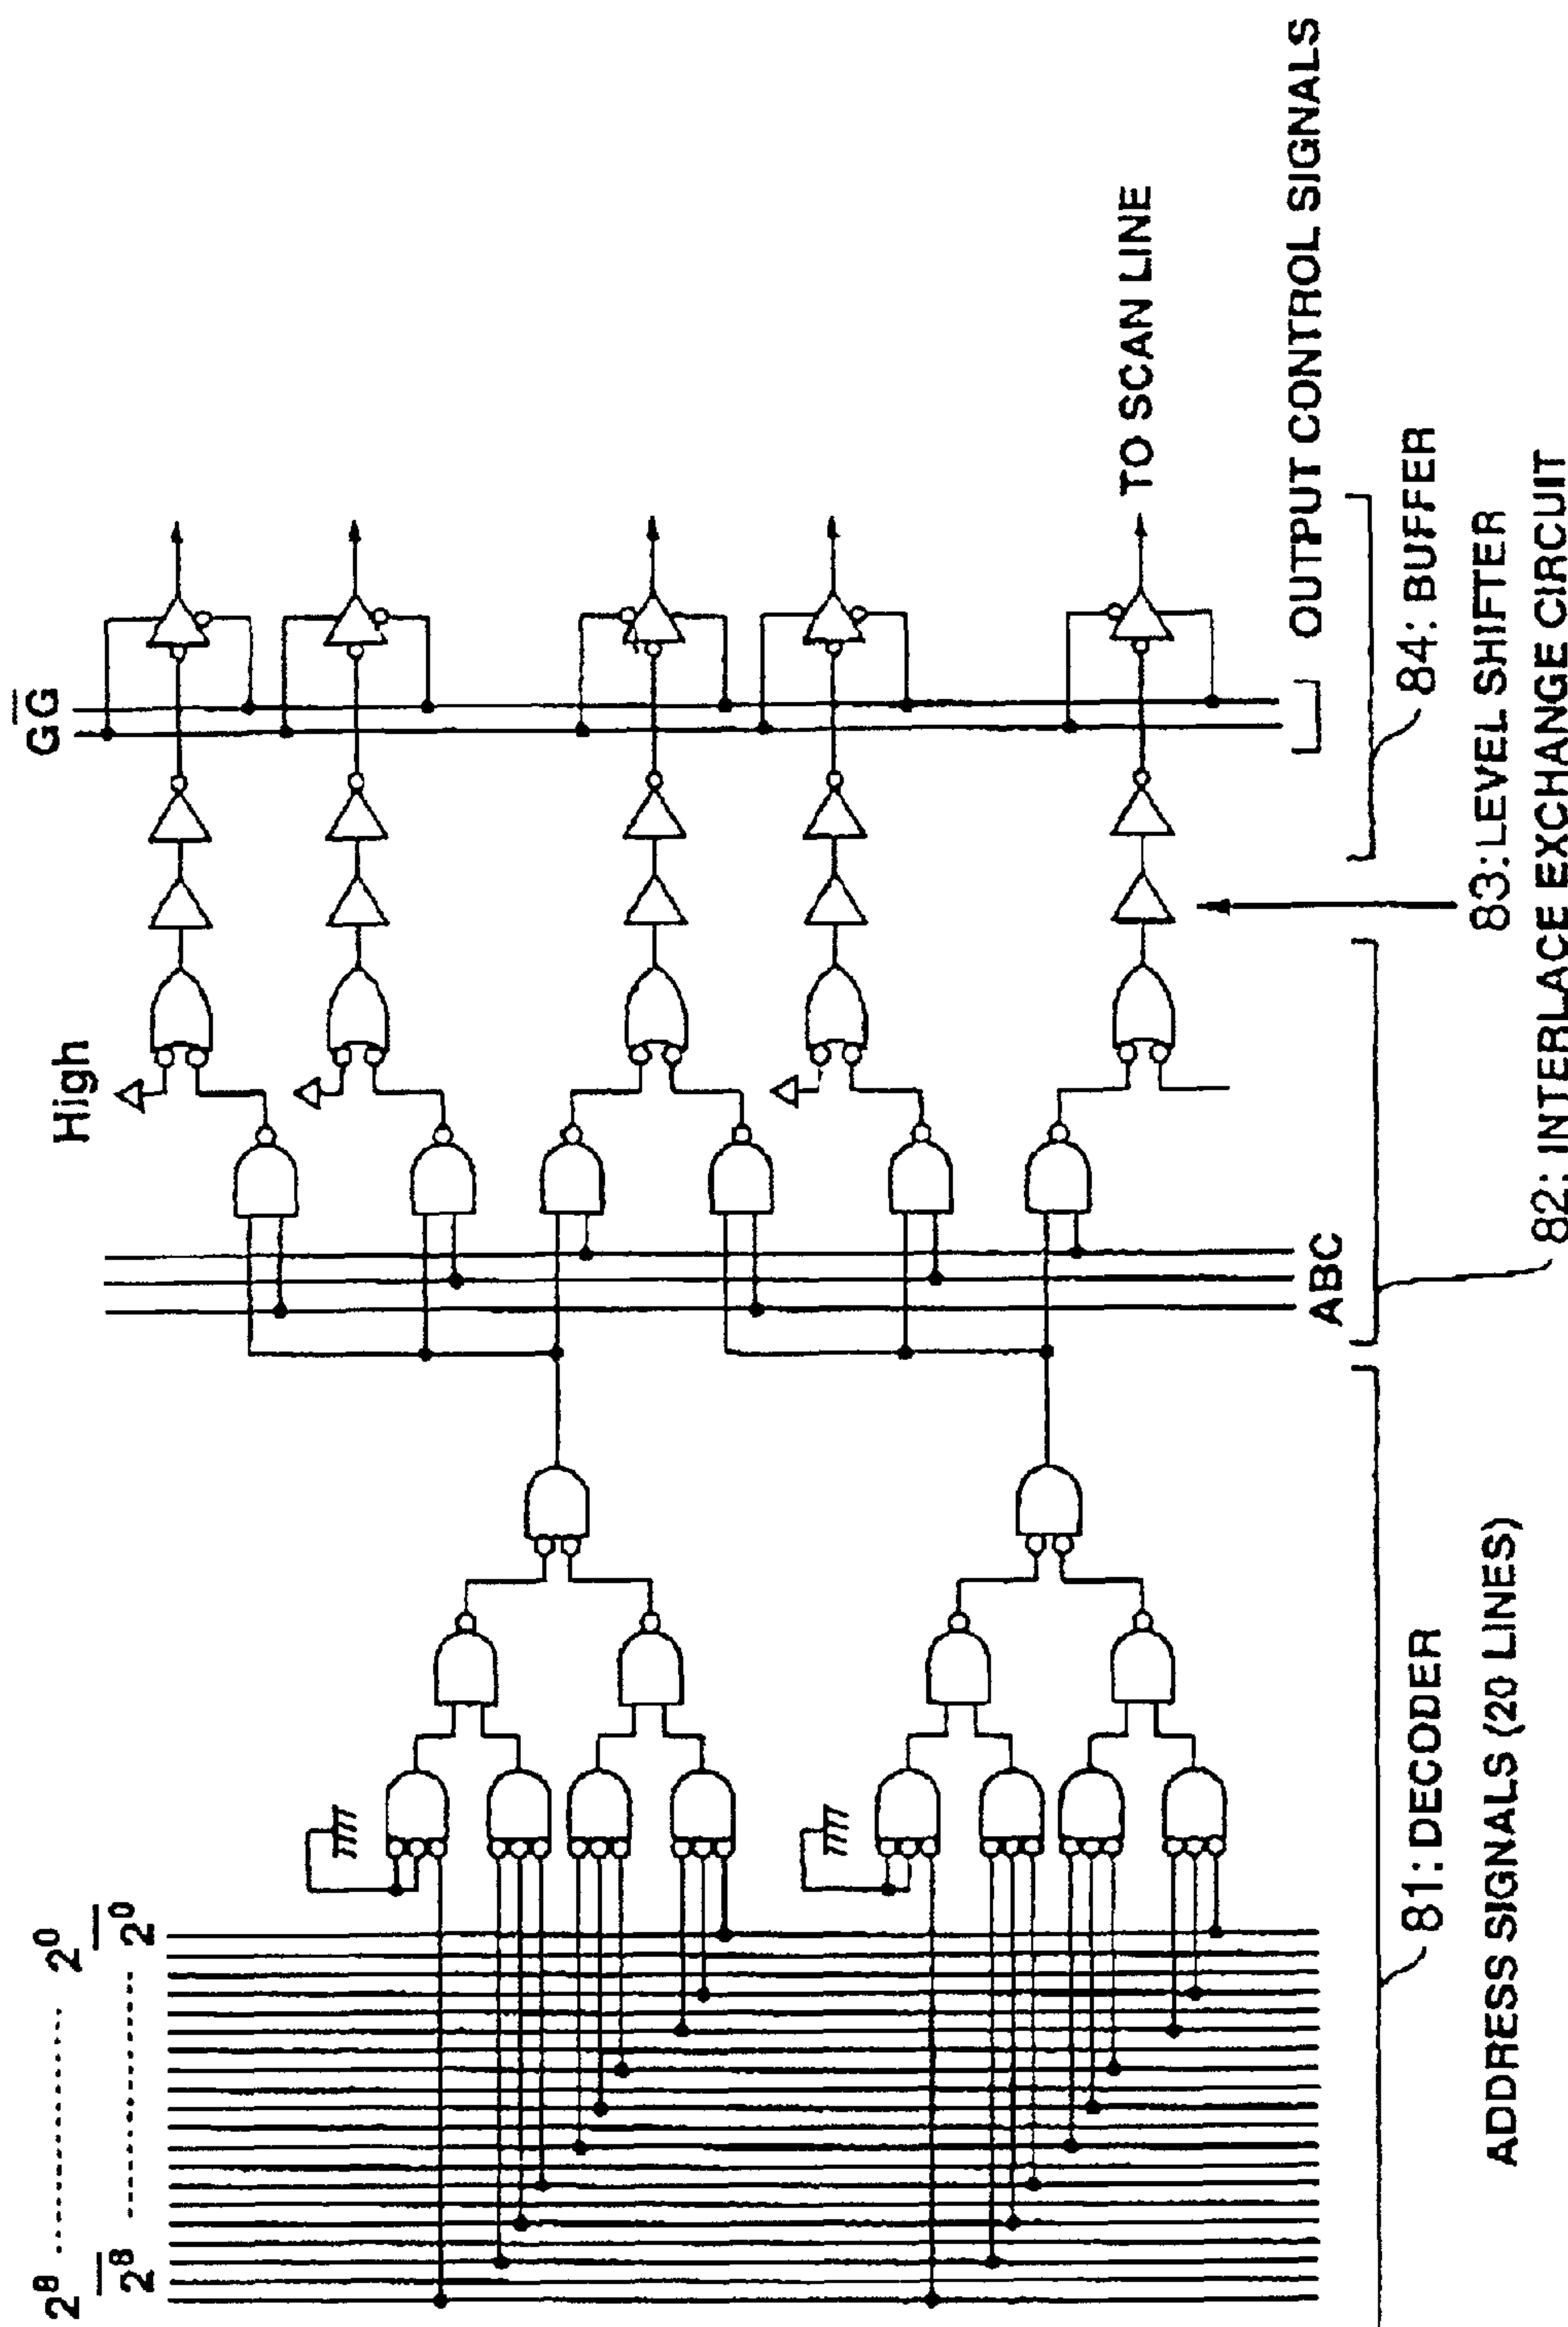 2⁸ ........... 2⁰
2̅⁸ ----------- 2̅⁰
High
G̅G
ABC
TO SCAN LINE
OUTPUT CONTROL SIGNALS
84: BUFFER
83:LEVEL SHIFTER
82: INTERLACE EXCHANGE CIRCUIT
81: DECODER
ADDRESS SIGNALS (20 LINES)